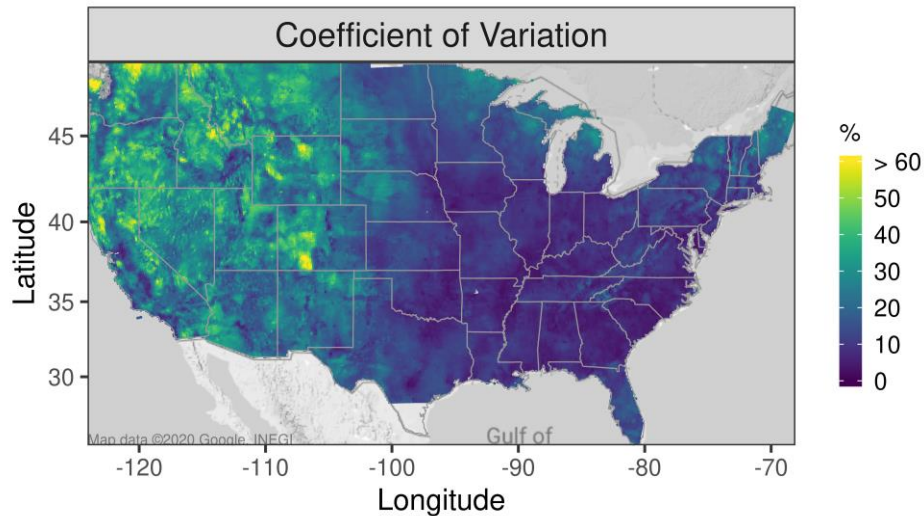 Coefficient of Variation
%
> 60
50
40
30
20
10
0
Latitude
45
40
35
30
Map data ©2020 Google, INEGI
Gulf of
-120 -110 -100 -90 -80 -70
Longitude